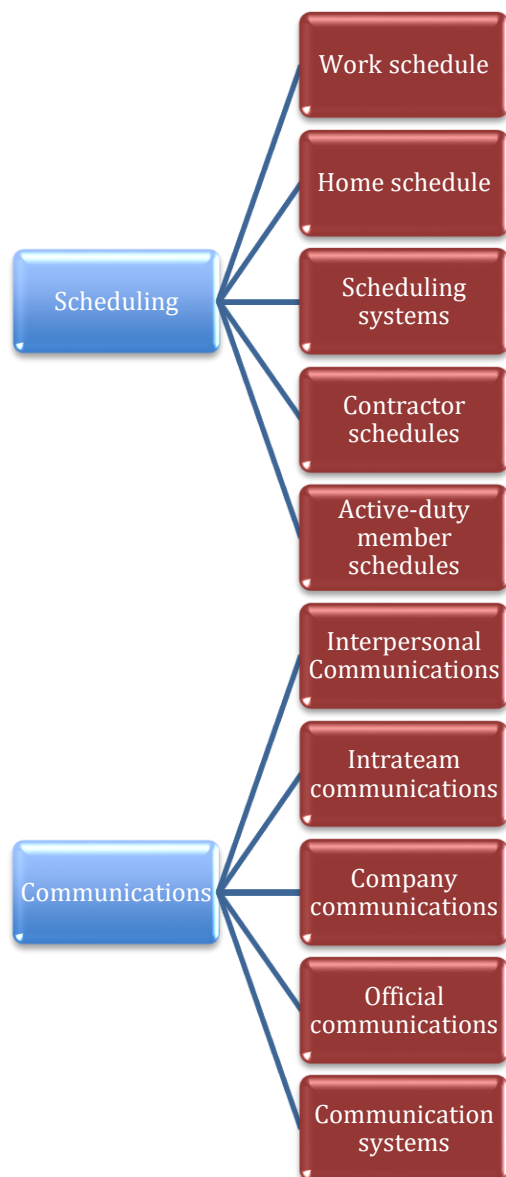 Scheduling
Work schedule
Home schedule
Scheduling
systems
Contractor
schedules
Active-duty
member
schedules
Communications
Interpersonal
Communications
Intrateam
communications
Company
communications
Official
communications
Communication
systems